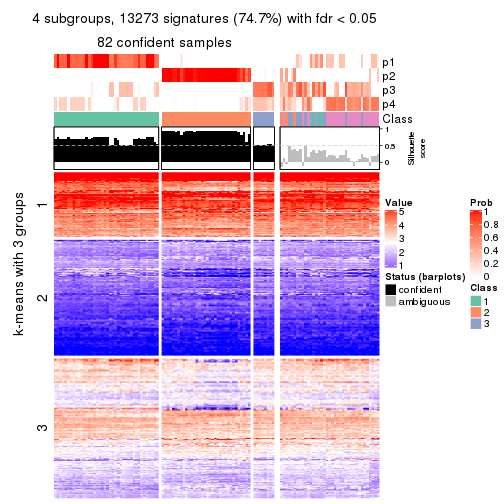 4 subgroups, 13273 signatures (74.7%) with fdr < 0.05
82 confident samples
p1
p2
p3
p4
Class
1
0.5
0
Silhouette
score
k-means with 3 groups
1
2
3
Value
5
4
3
2
1
Status (barplots)
confident
ambiguous
Prob
1
0.8
0.6
0.4
0.2
0
Class
1
2
3